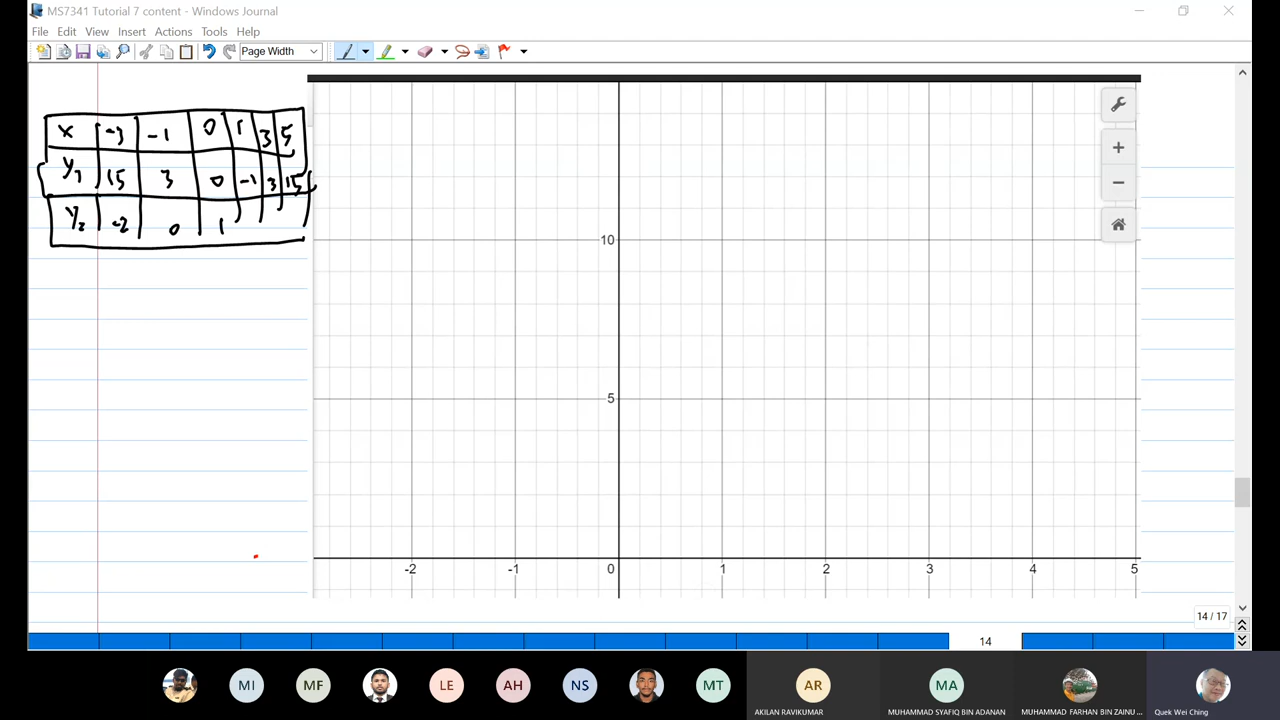 MS7341 Tutorial 7 content - Windows Journal
File Edit View Insert Actions Tools Help
Page Width
x -3 -1 0 1 3 5
y₁ 15 3 0 -1 3 15
y₂ -2 0 1
10
5
-2 -1 0 1 2 3 4 5
14 / 17
14
MI MF LE AH NS MT AR MA
AKILAN RAVIKUMAR MUHAMMAD SYAFIQ BIN ADANAN MUHAMMAD FARHAN BIN ZAINU ... Quek Wei Ching